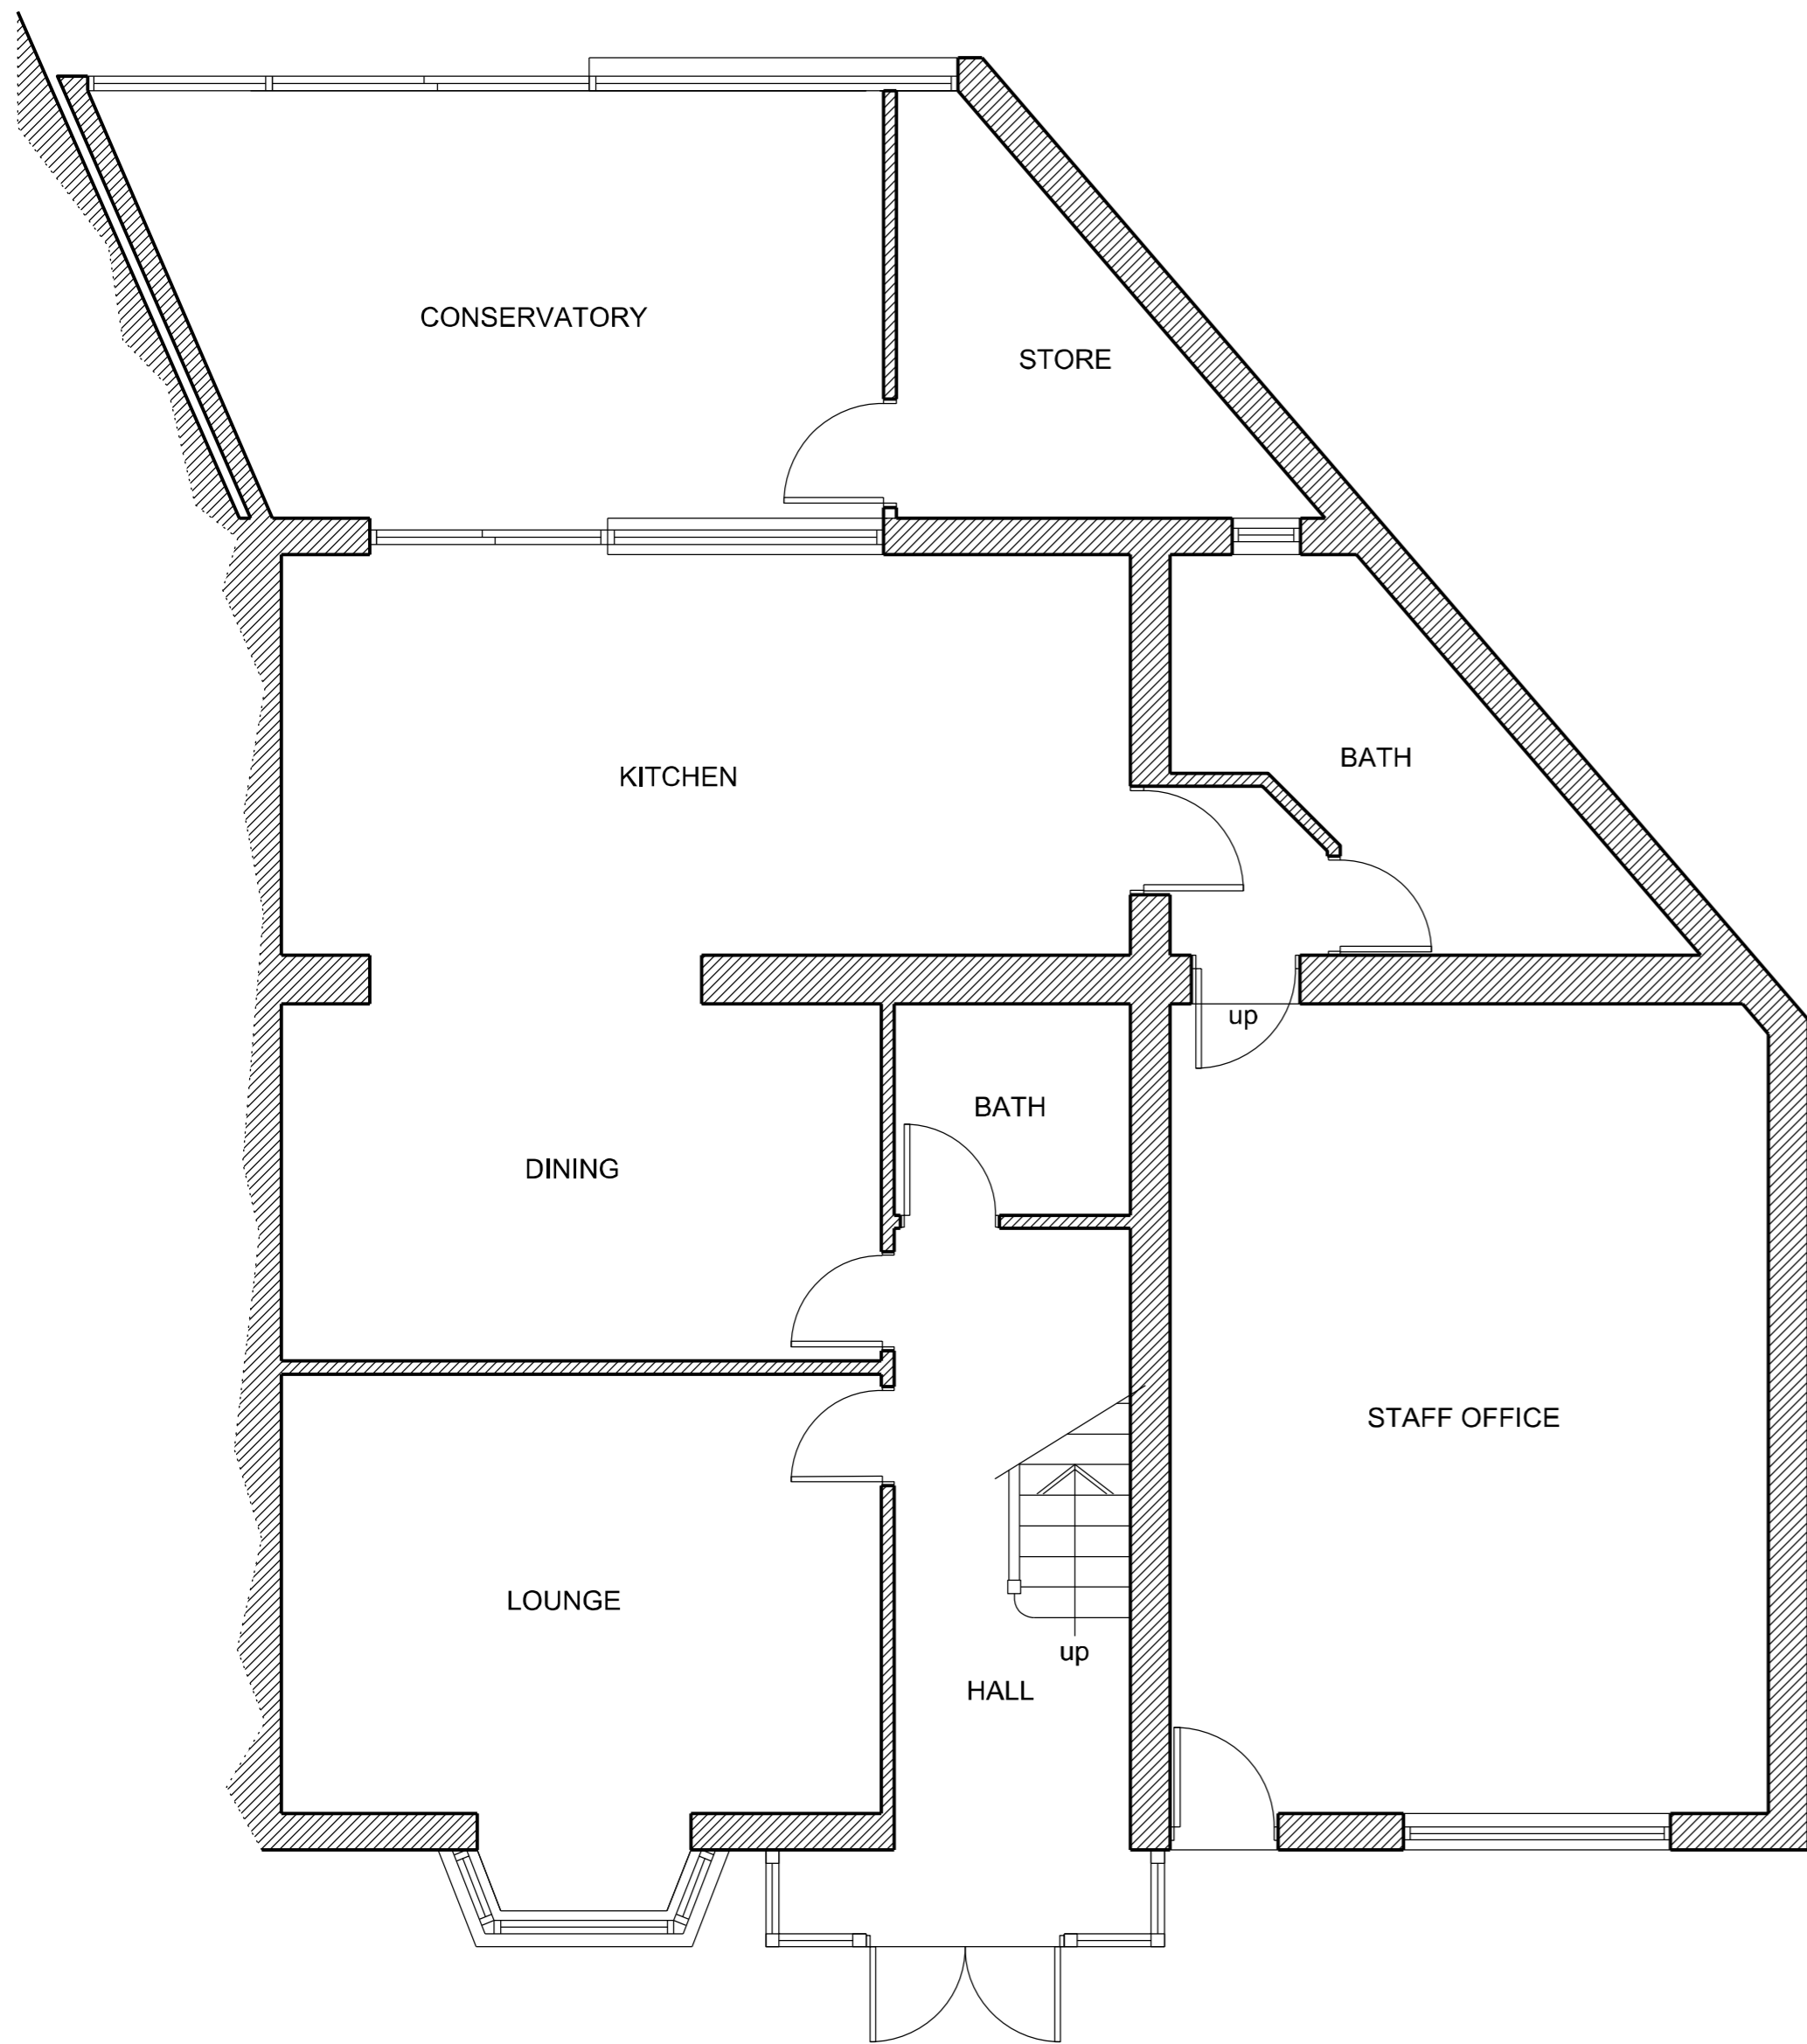 CONSERVATORY
STORE
KITCHEN
BATH
up
BATH
DINING
STAFF OFFICE
LOUNGE
up
HALL